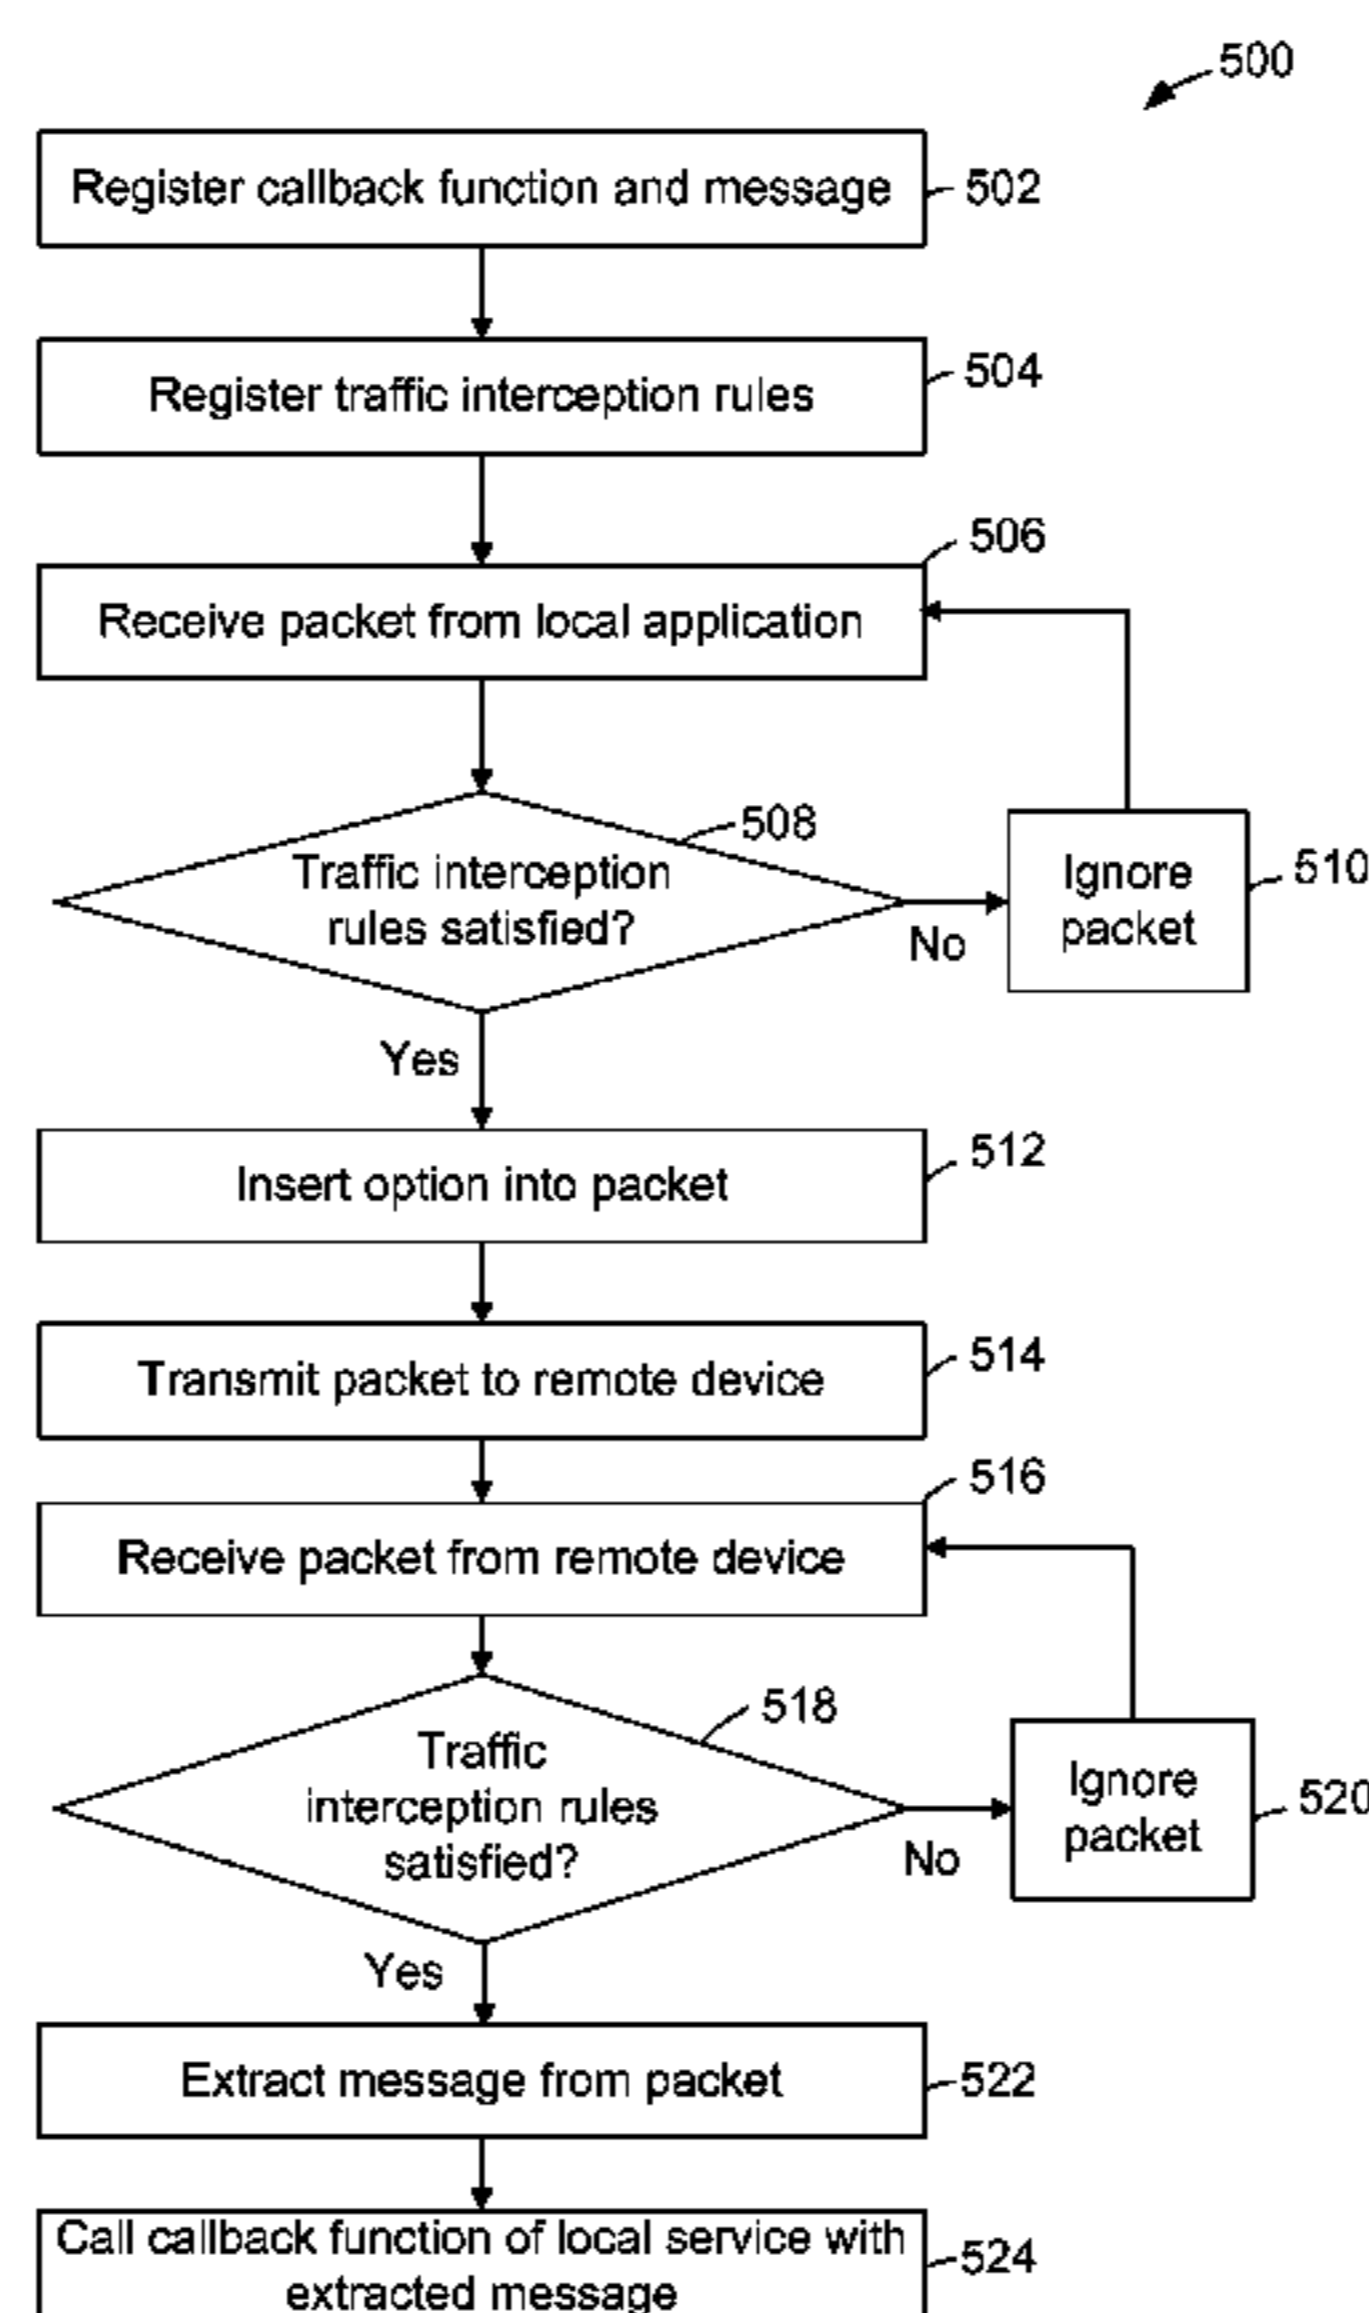 500
Register callback function and message
502
Register traffic interception rules
504
506
Receive packet from local application
508
Traffic interception
rules satisfied?
No
Ignore
packet
510
Yes
Insert option into packet
512
Transmit packet to remote device
514
516
Receive packet from remote device
518
Traffic
interception rules
satisfied?
No
Ignore
packet
520
Yes
Extract message from packet
522
Call callback function of local service with
extracted message
524